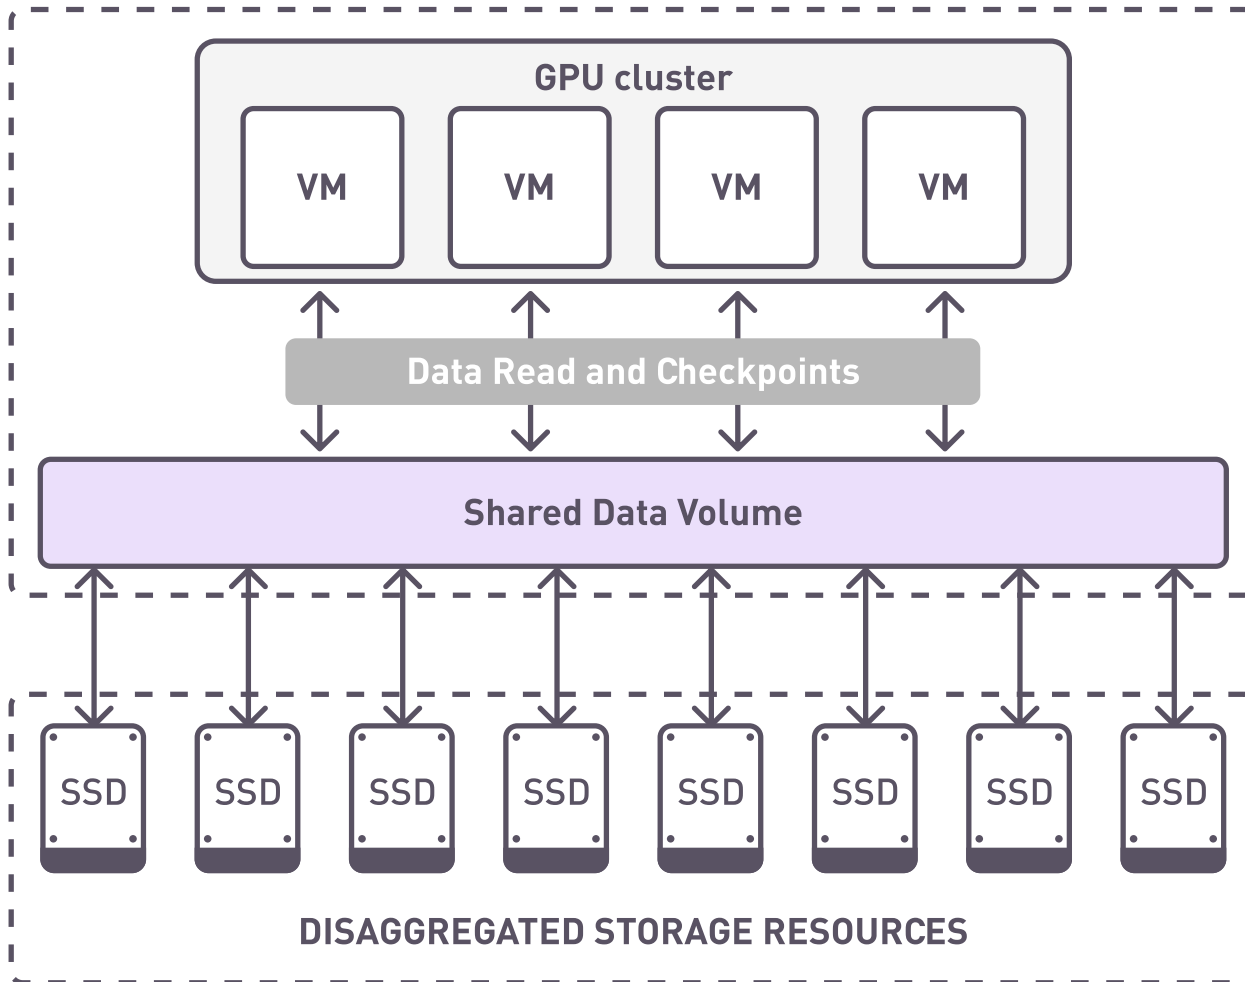 GPU cluster
VM VM VM VM
Data Read and Checkpoints
Shared Data Volume
SSD SSD SSD SSD SSD SSD SSD SSD
DISAGGREGATED STORAGE RESOURCES